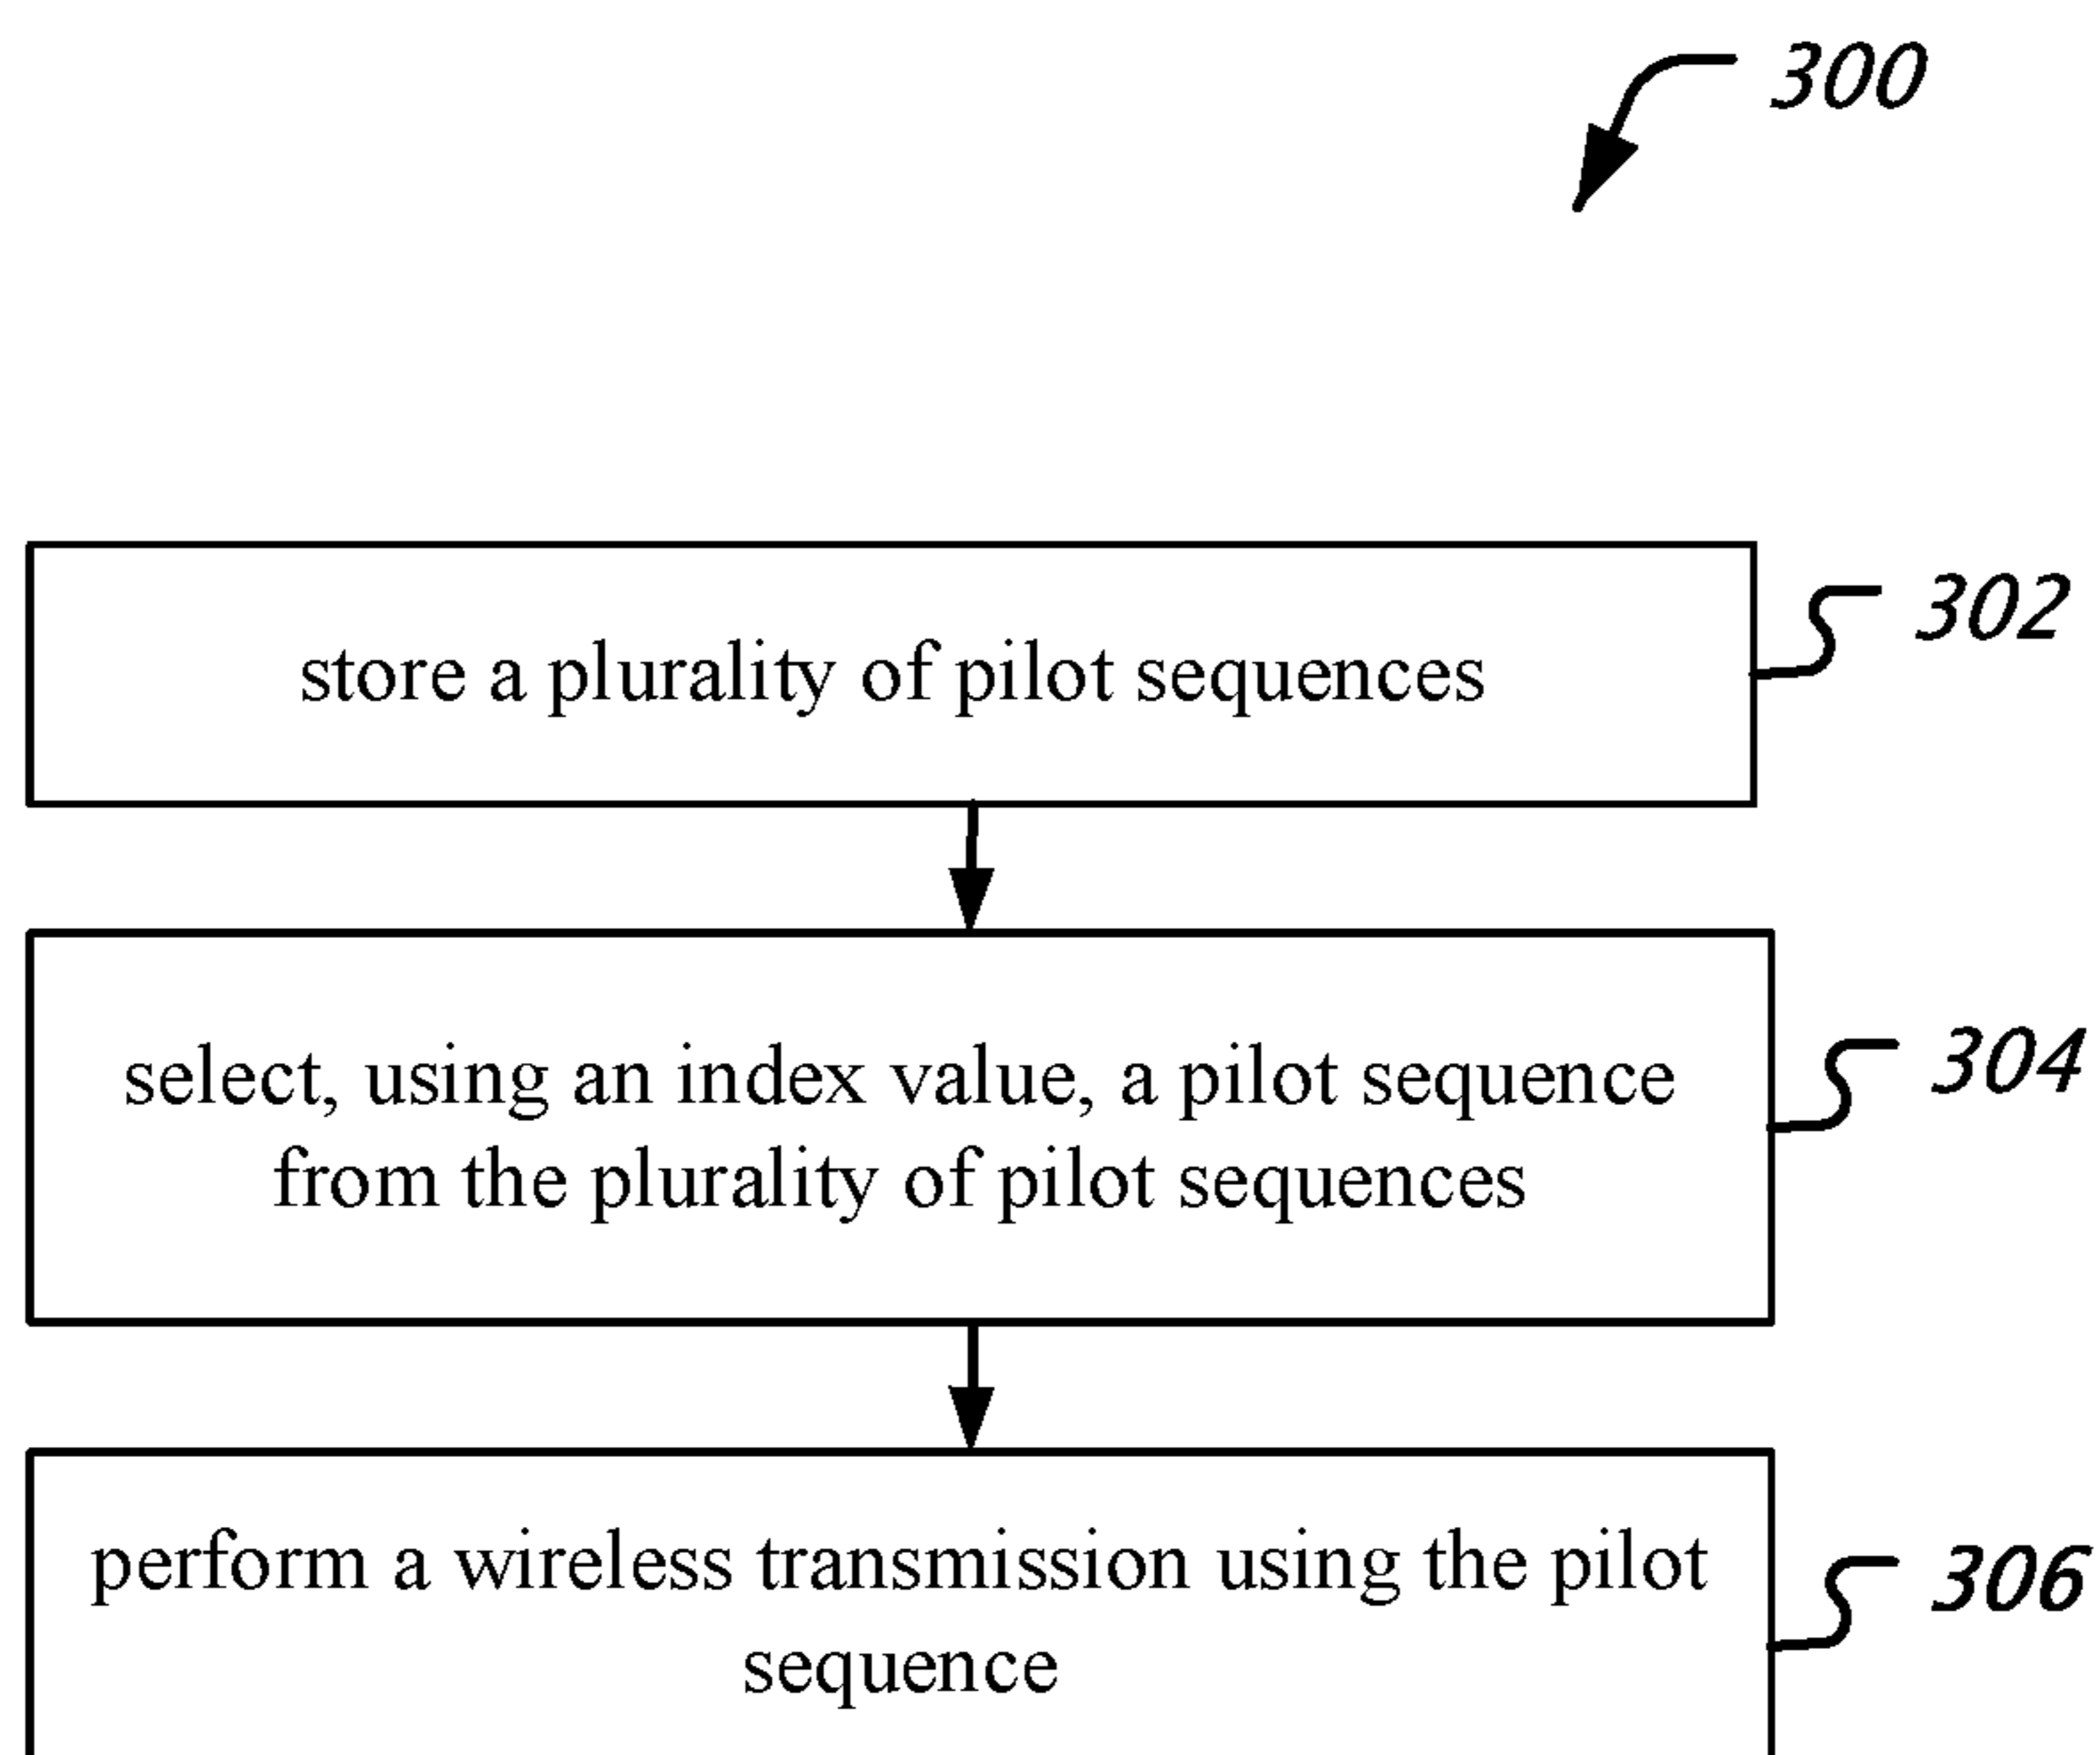 300
store a plurality of pilot sequences
302
select, using an index value, a pilot sequence
from the plurality of pilot sequences
304
perform a wireless transmission using the pilot
sequence
306